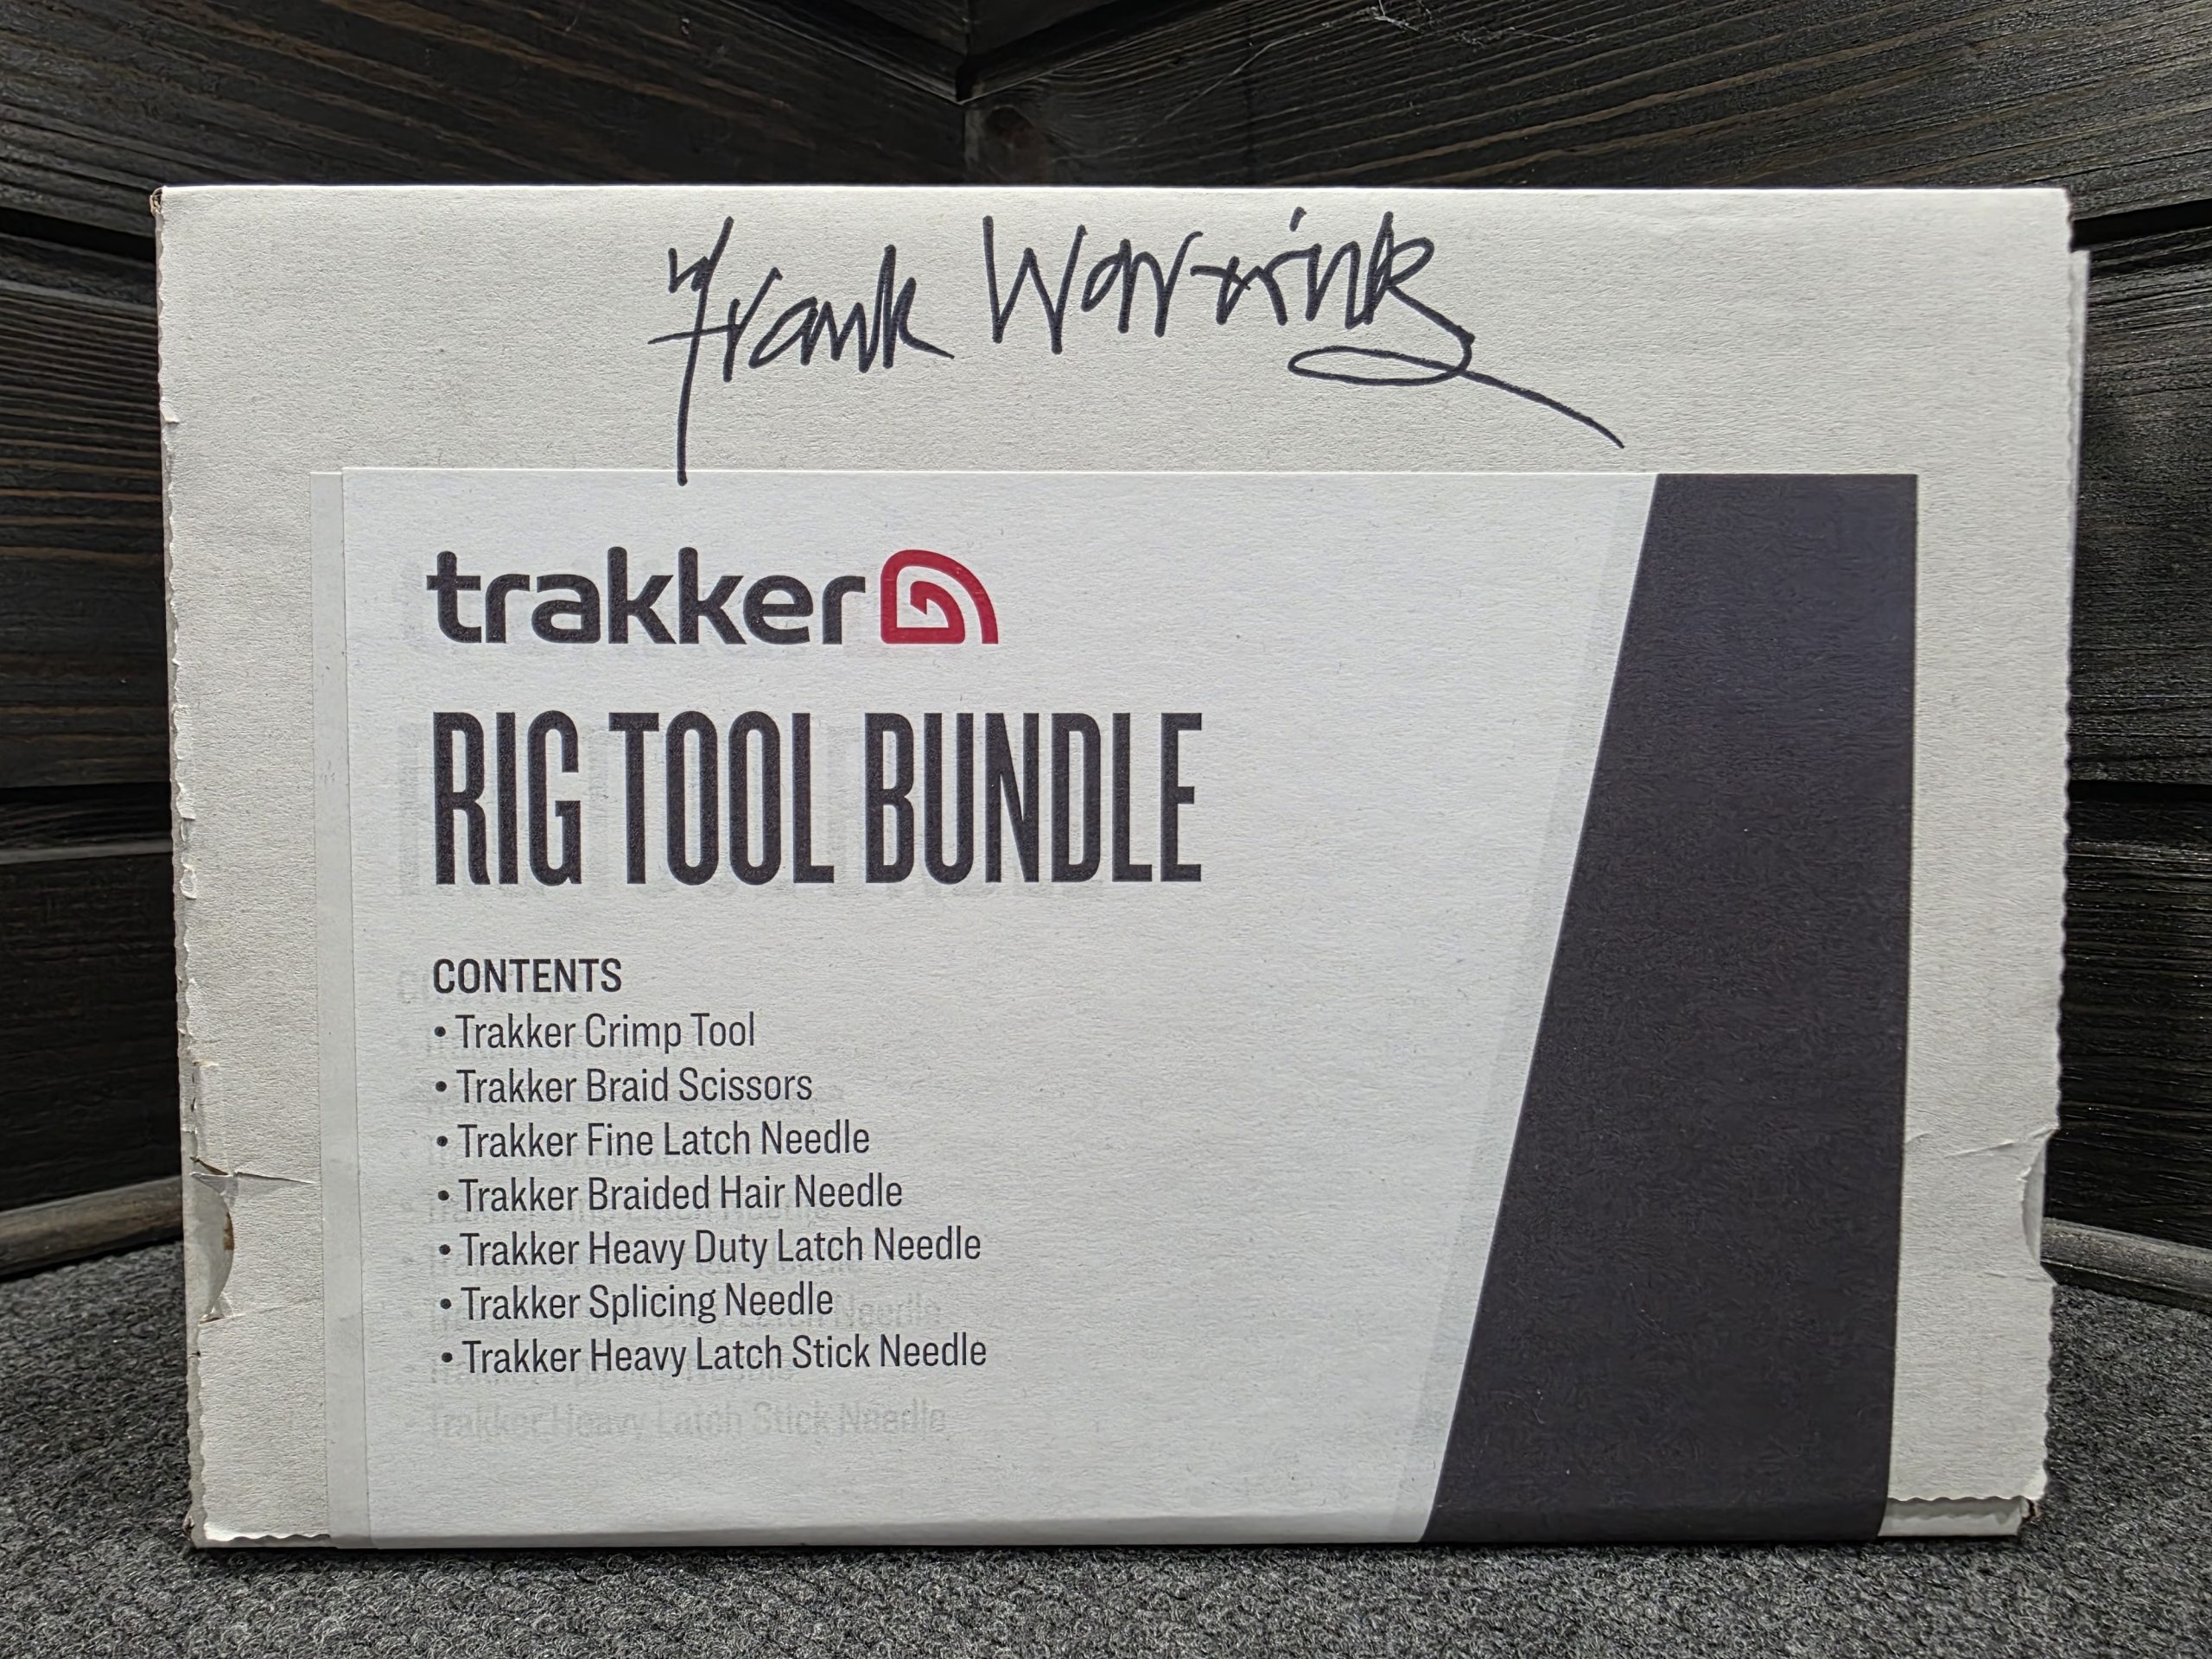 Frank Warrink
trakker
RIG TOOL BUNDLE
CONTENTS
• Trakker Crimp Tool
• Trakker Braid Scissors
• Trakker Fine Latch Needle
• Trakker Braided Hair Needle
• Trakker Heavy Duty Latch Needle
• Trakker Splicing Needle
• Trakker Heavy Latch Stick Needle